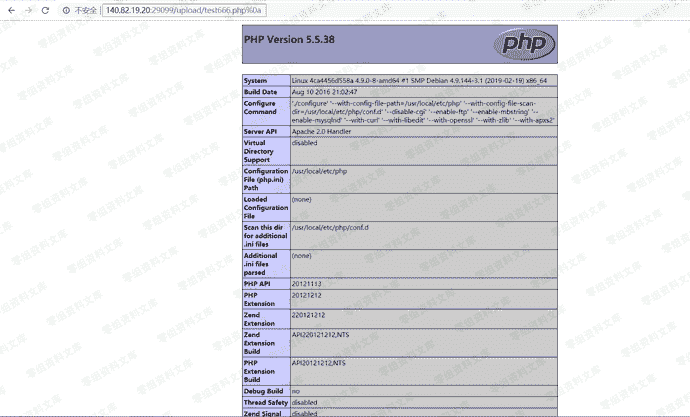 不安全 | 140.82.19.20:29099/upload/test666.php%0a
PHP Version 5.5.38
php
System Linux 4ca4456d558a 4.9.0-8-amd64 #1 SMP Debian 4.9.144-3.1 (2019-02-19) x86_64
Build Date Aug 10 2016 21:02:47
Configure './configure' '--with-config-file-path=/usr/local/etc/php' '--with-config-file-scan-
Command dir=/usr/local/etc/php/conf.d' '--disable-cgi' '--enable-ftp' '--enable-mbstring' '--
enable-mysqlnd' '--with-curl' '--with-libedit' '--with-openssl' '--with-zlib' '--with-apxs2'
Server API Apache 2.0 Handler
Virtual disabled
Directory
Support
Configuration /usr/local/etc/php
File (php.ini)
Path
Loaded (none)
Configuration
File
Scan this dir /usr/local/etc/php/conf.d
for additional
.ini files
Additional (none)
.ini files
parsed
PHP API 20121113
PHP 20121212
Extension
Zend 220121212
Extension
Zend API220121212,NTS
Extension
Build
PHP API20121212,NTS
Extension
Build
Debug Build no
Thread Safety disabled
Zend Signal disabled
零组资料文库